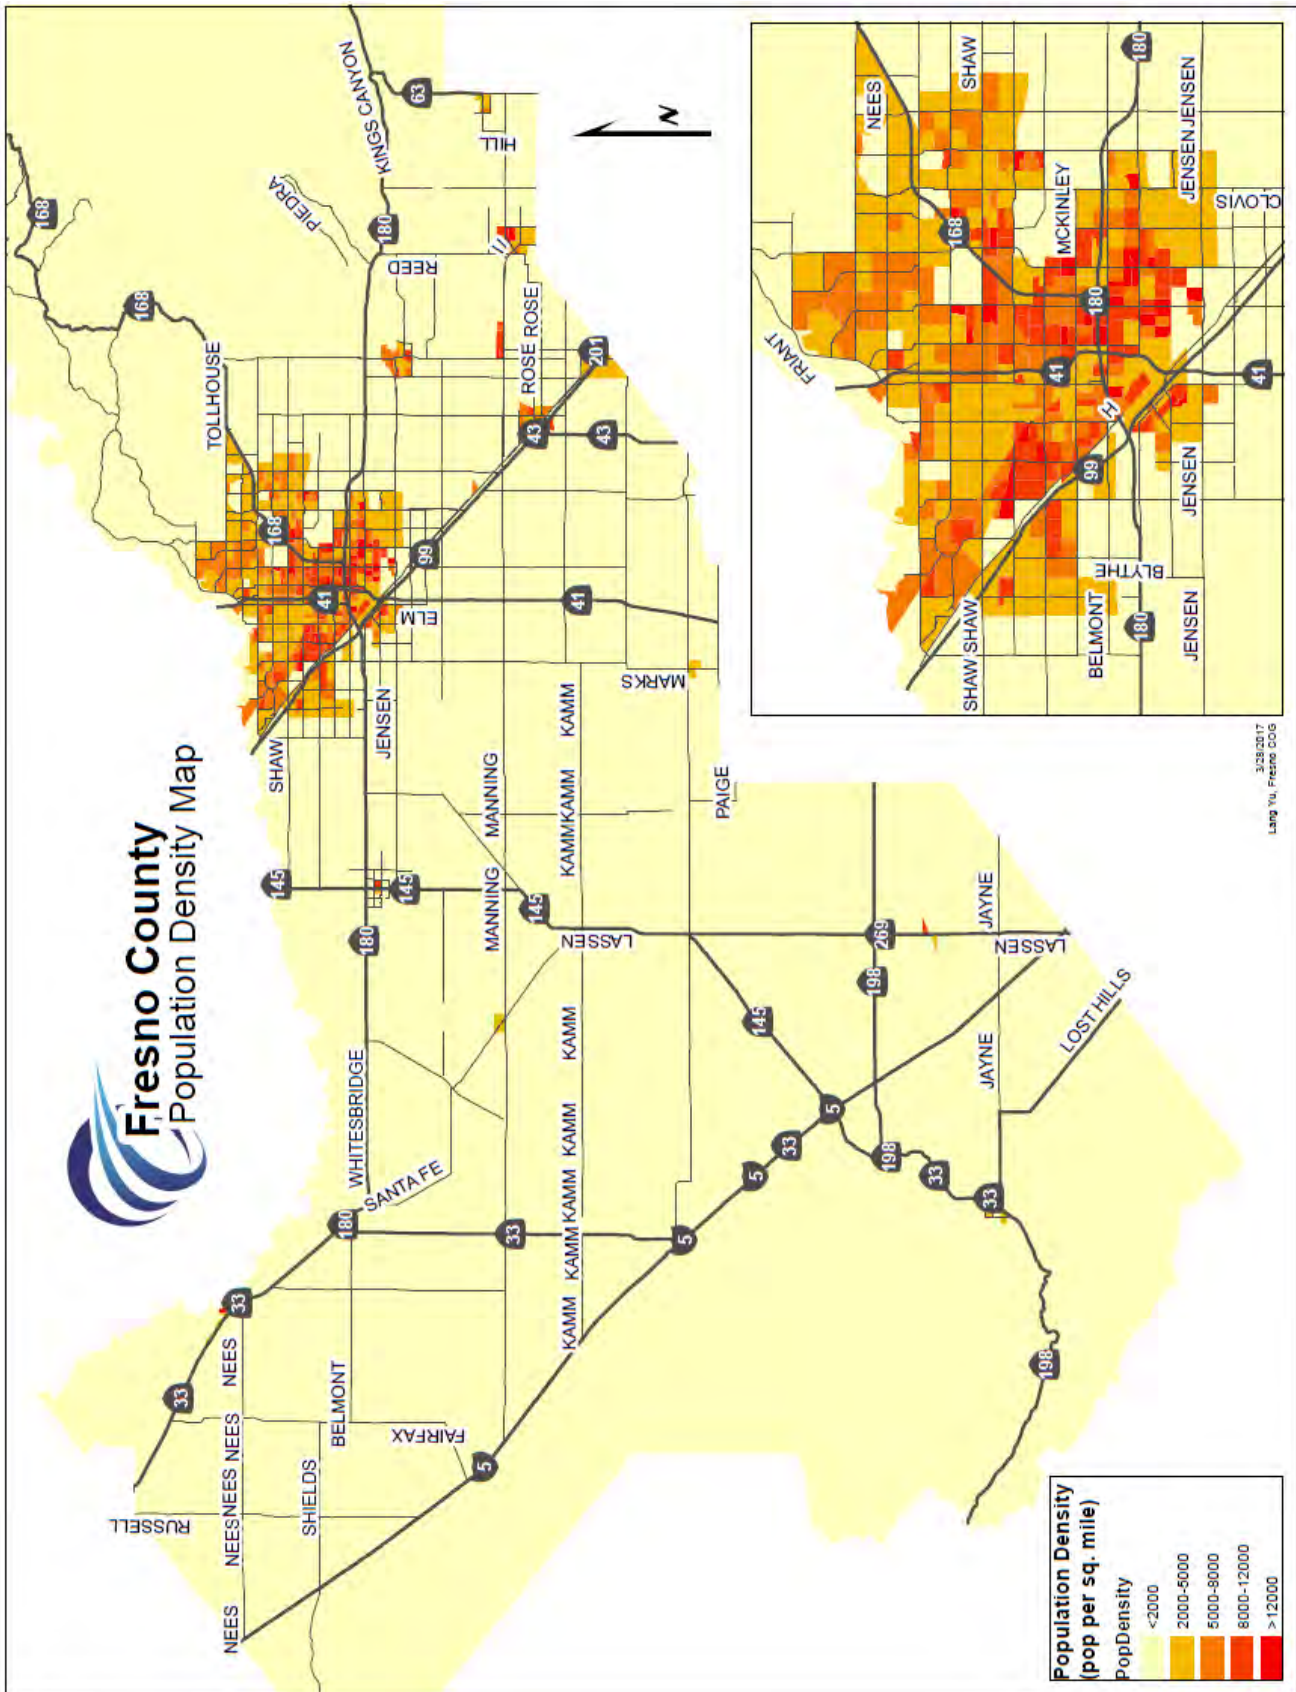 Fresno County
Population Density Map
168
168
TOLLHOUSE
PIEDRA
KINGS CANYON
180
63
HILL
REED
168
41
180
SHAW
JENSEN
ELM
99
41
MARKS
ROSE ROSE
43
43
201
145
145
180
MANNING
MANNING
KAMM
KAMM
KAMM
KAMM
KAMM
KAMM
KAMM
KAMM
KAMM
PAIGE
145
LASSEN
WHITESBRIDGE
SANTA FE
180
33
33
33
NEES
NEES
NEES
NEES
NEES
BELMONT
SHIELDS
FAIRFAX
RUSSELL
5
5
5
33
5
145
198
269
198
33
33
198
JAYNE
JAYNE
LASSEN
LOST HILLS
N
NEES
SHAW
180
FRIANT
168
MCKINLEY
JENSEN
JENSEN
CLOVIS
180
41
41
H
99
JENSEN
SHAW
SHAW
BELMONT
BLYTHE
180
JENSEN
3/28/2017
Lang Yu, Fresno COG
Population Density
(pop per sq. mile)
PopDensity
<2000
2000-5000
5000-8000
8000-12000
>12000